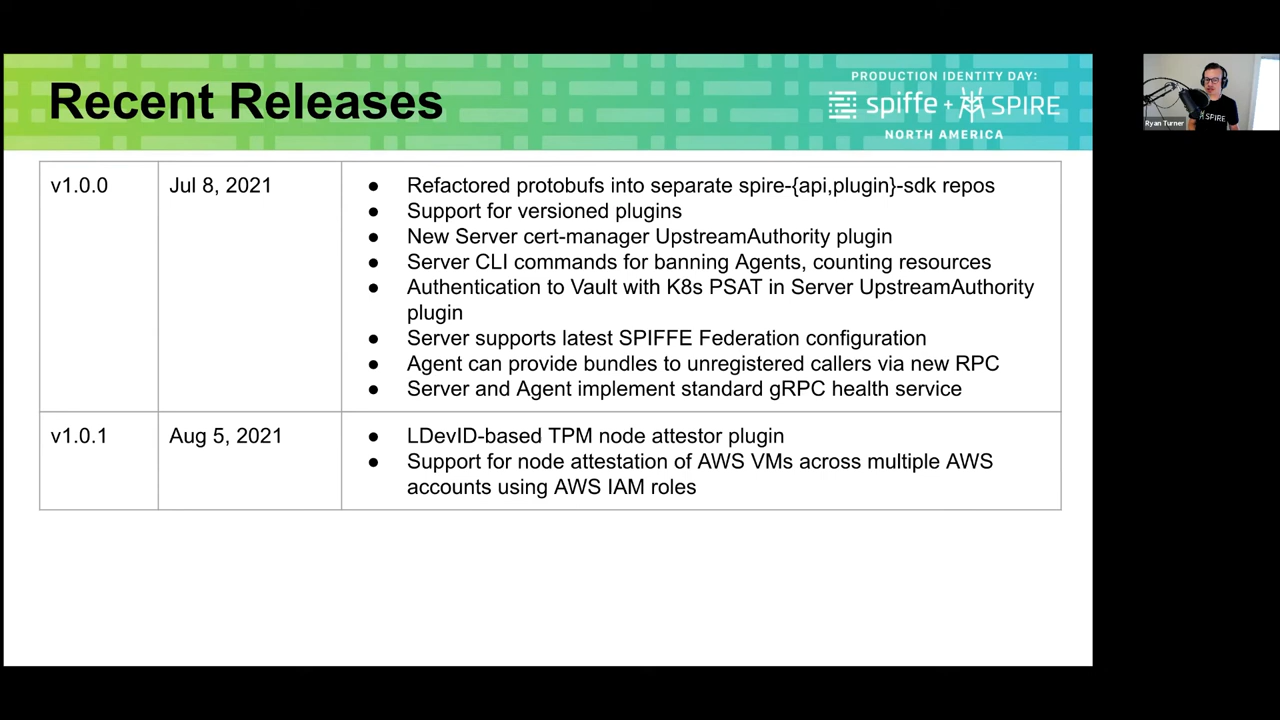 Recent Releases
PRODUCTION IDENTITY DAY:
spiffe + SPIRE
NORTH AMERICA
v1.0.0
Jul 8, 2021
● Refactored protobufs into separate spire-{api,plugin}-sdk repos
● Support for versioned plugins
● New Server cert-manager UpstreamAuthority plugin
● Server CLI commands for banning Agents, counting resources
● Authentication to Vault with K8s PSAT in Server UpstreamAuthority
plugin
● Server supports latest SPIFFE Federation configuration
● Agent can provide bundles to unregistered callers via new RPC
● Server and Agent implement standard gRPC health service
v1.0.1
Aug 5, 2021
● LDevID-based TPM node attestor plugin
● Support for node attestation of AWS VMs across multiple AWS
accounts using AWS IAM roles
Ryan Turner
SPIRE